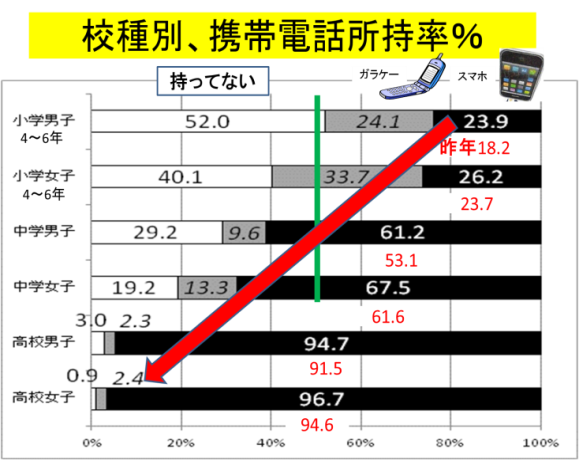 校種別、携帯電話所持率%
持ってない
ガラケー
スマホ
小学男子
4〜6年
52.0
24.1
23.9
昨年18.2
小学女子
4〜6年
40.1
33.7
26.2
23.7
中学男子
29.2
9.6
61.2
53.1
中学女子
19.2
13.3
67.5
61.6
高校男子
3.0
2.3
94.7
91.5
高校女子
0.9
2.4
96.7
94.6
0%
20%
40%
60%
80%
100%